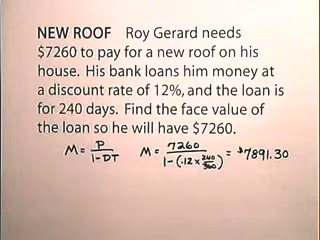 NEW ROOF Roy Gerard needs
$7260 to pay for a new roof on his
house. His bank loans him money at
a discount rate of 12%, and the loan is
for 240 days. Find the face value of
the loan so he will have $7260.
M = P / 1-DT M = 7260 / 1-(.12 x 240/360) = $7891.30